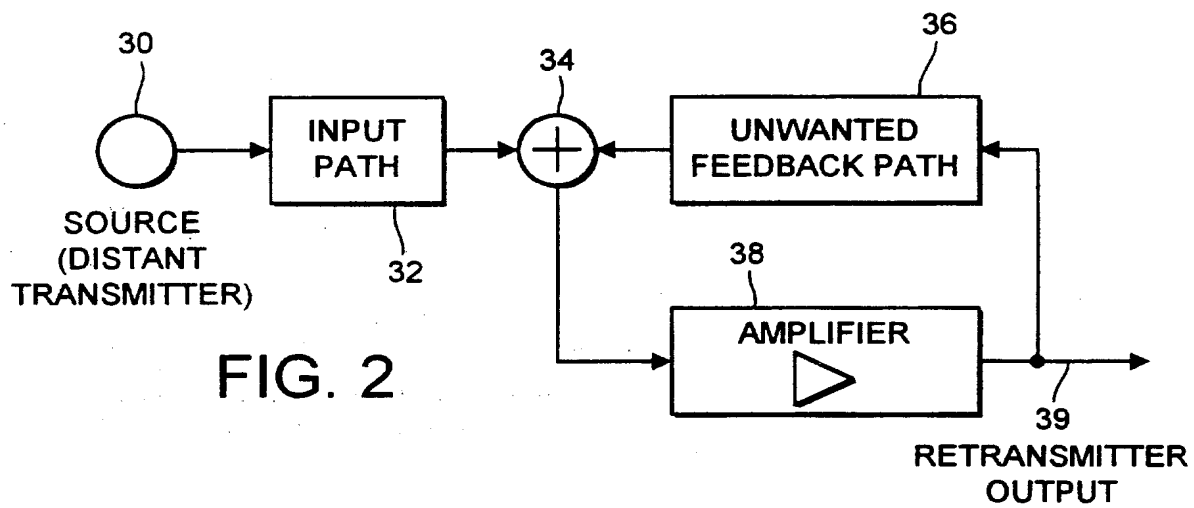 30
INPUT
PATH
32
34
36
UNWANTED
FEEDBACK PATH
SOURCE
(DISTANT
TRANSMITTER)
38
AMPLIFIER
39
RETRANSMITTER
OUTPUT
FIG. 2